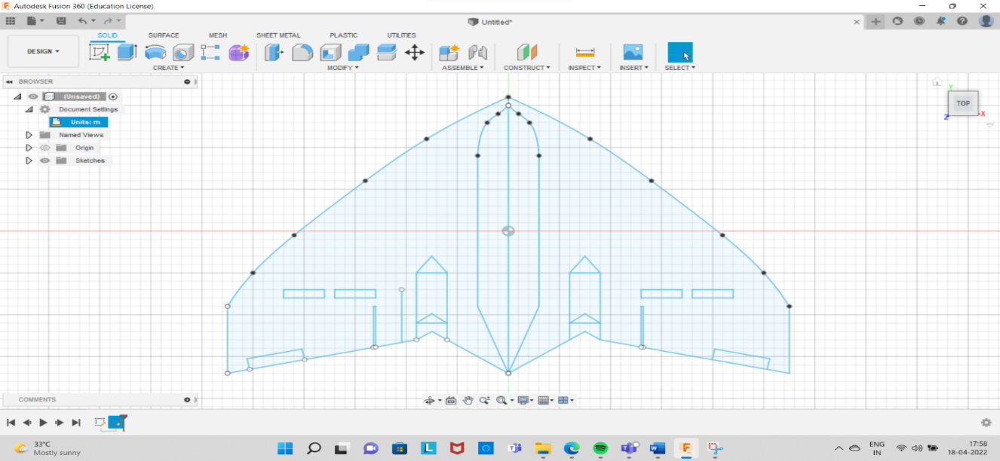 Autodesk Fusion 360 (Education License)
Untitled*
SOLID SURFACE MESH SHEET METAL PLASTIC UTILITIES
DESIGN
CREATE MODIFY ASSEMBLE CONSTRUCT INSPECT INSERT SELECT
BROWSER
(Unsaved)
Document Settings
Units: m
Named Views
Origin
Sketches
Y
TOP
X
Z
COMMENTS
33°C
Mostly sunny
ENG
IN
17:58
18-04-2022